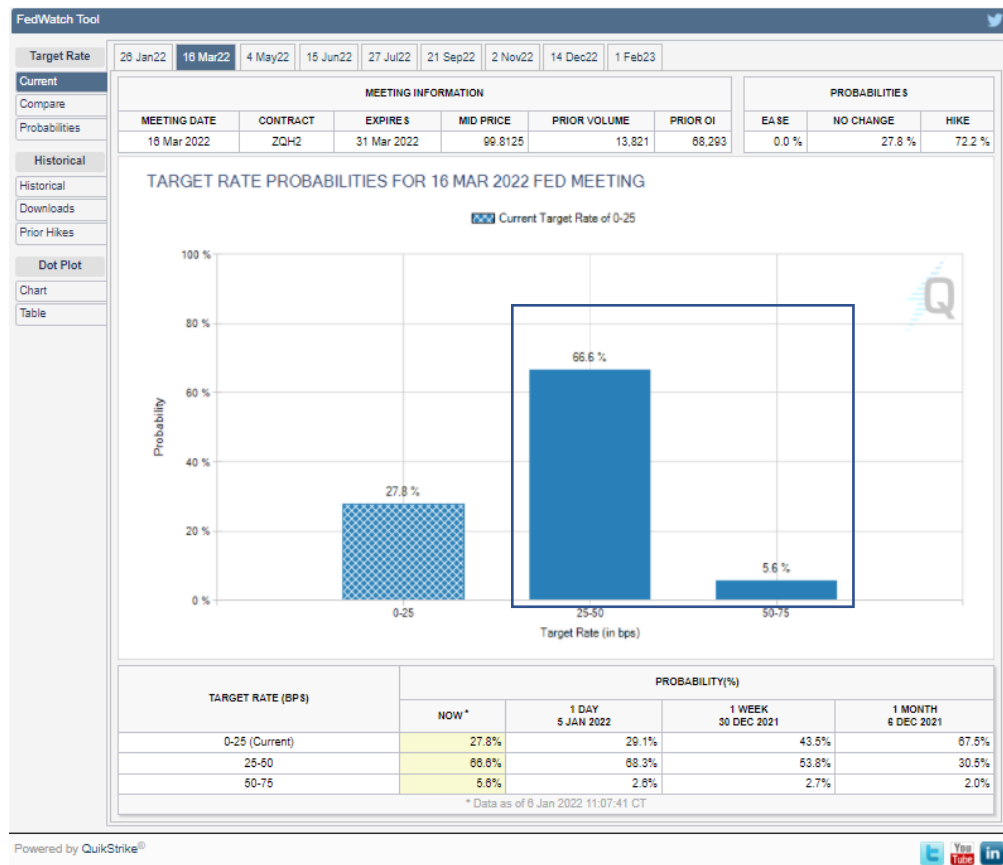 FedWatch Tool
Target Rate
Current
Compare
Probabilities
Historical
Historical
Downloads
Prior Hikes
Dot Plot
Chart
Table
26 Jan22 16 Mar22 4 May22 15 Jun22 27 Jul22 21 Sep22 2 Nov22 14 Dec22 1 Feb23
MEETING INFORMATION
MEETING DATE CONTRACT EXPIRES MID PRICE PRIOR VOLUME PRIOR OI
16 Mar 2022 ZQH2 31 Mar 2022 99.8125 13,821 68,293
PROBABILITIES
EASE NO CHANGE HIKE
0.0 % 27.8 % 72.2 %
TARGET RATE PROBABILITIES FOR 16 MAR 2022 FED MEETING
Current Target Rate of 0-25
Q
Probability
100 %
80 %
60 %
40 %
20 %
0 %
27.8 %
66.6 %
5.6 %
0-25 25-50 50-75
Target Rate (in bps)
TARGET RATE (BPS) PROBABILITY(%)
NOW * 1 DAY 5 JAN 2022 1 WEEK 30 DEC 2021 1 MONTH 6 DEC 2021
0-25 (Current) 27.8% 29.1% 43.5% 67.5%
25-50 66.6% 68.3% 53.8% 30.5%
50-75 5.6% 2.6% 2.7% 2.0%
* Data as of 6 Jan 2022 11:07:41 CT
Powered by QuikStrike®
You Tube
in